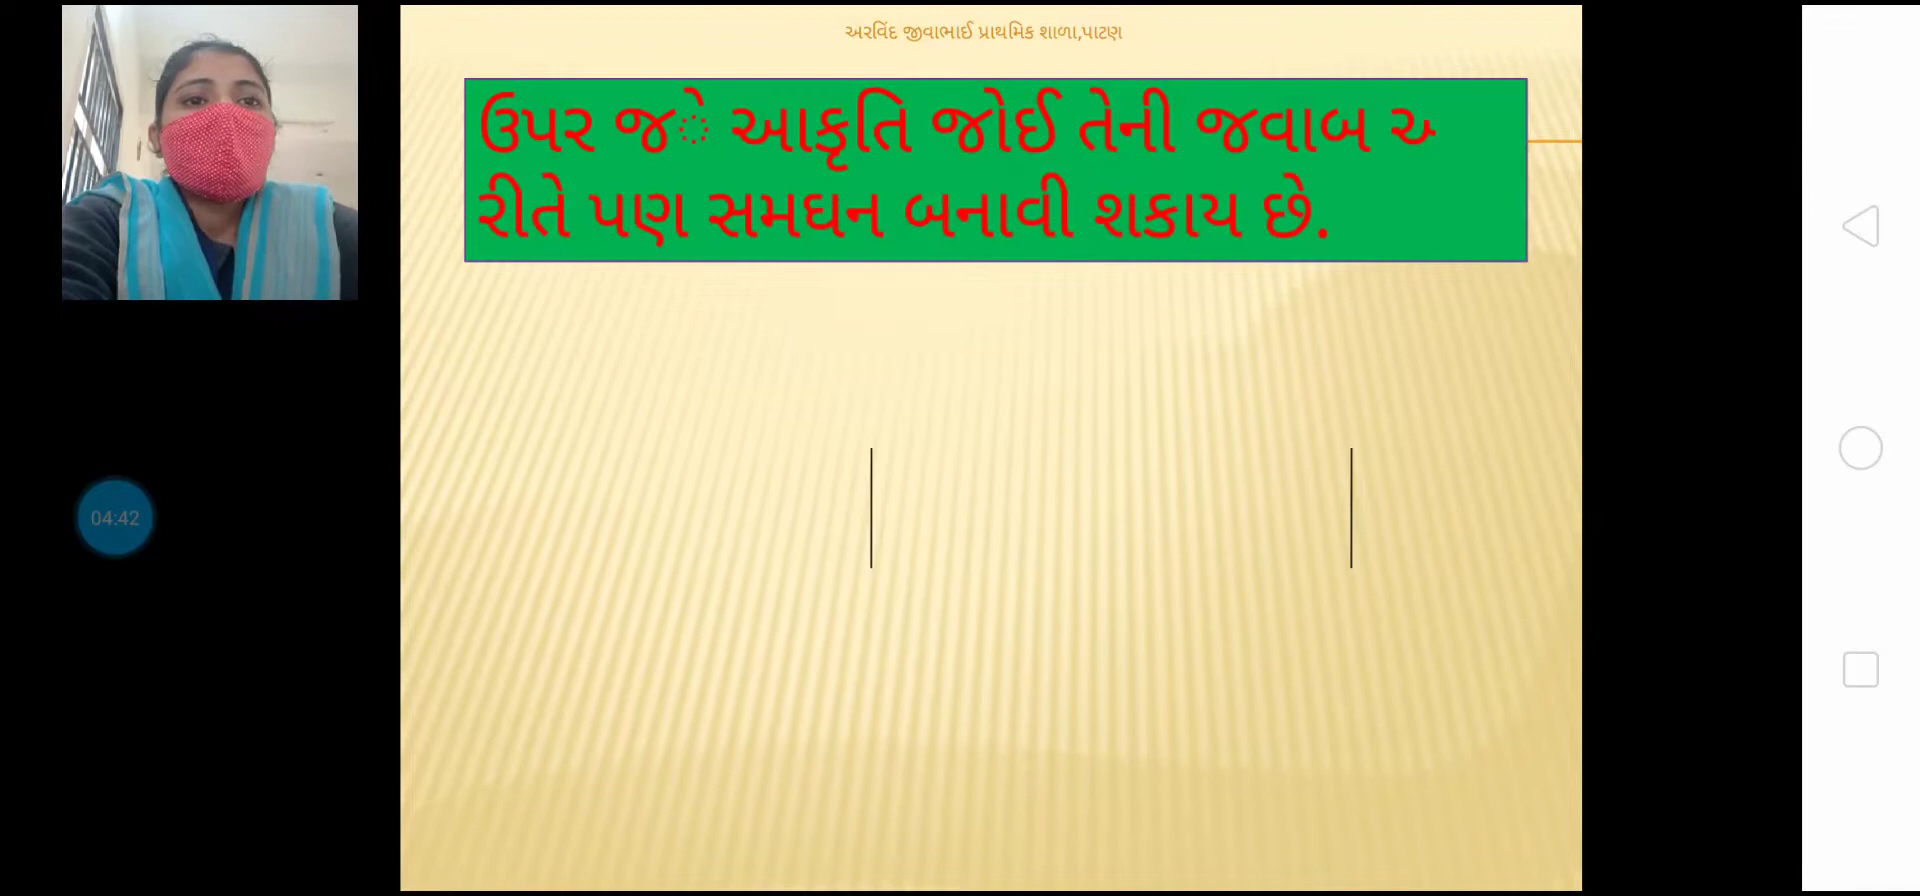 અરવિંદ જીવાભાઈ પ્રાથમિક શાળા,પાટણ
ઉપર જે આકૃતિ જોઈ તેની જવાબ અ
રીતે પણ સમઘન બનાવી શકાય છે.
04:42